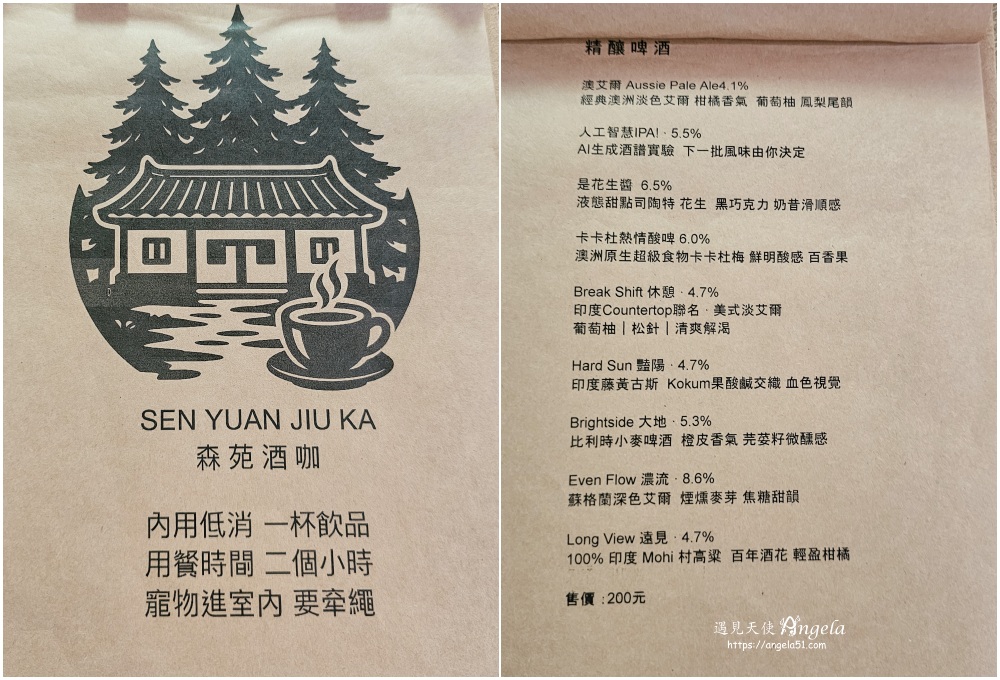 SEN YUAN JIU KA
森苑酒咖
內用低消 一杯飲品
用餐時間 二個小時
寵物進室內 要牽繩
精釀啤酒
澳艾爾 Aussie Pale Ale4.1%
經典澳洲淡色艾爾 柑橘香氣 葡萄柚 鳳梨尾韻
人工智慧IPA! · 5.5%
AI生成酒譜實驗 下一批風味由你決定
是花生醬 6.5%
液態甜點司陶特 花生 黑巧克力 奶昔滑順感
卡卡杜熱情酸啤 6.0%
澳洲原生超級食物卡卡杜梅 鮮明酸感 百香果
Break Shift 休憩 · 4.7%
印度Countertop聯名 · 美式淡艾爾
葡萄柚｜松針｜清爽解渴
Hard Sun 豔陽 · 4.7%
印度藤黃古斯 Kokum果酸鹹交織 血色視覺
Brightside 大地 · 5.3%
比利時小麥啤酒 橙皮香氣 芫荽籽微醺感
Even Flow 濃流 · 8.6%
蘇格蘭深色艾爾 煙燻麥芽 焦糖甜韻
Long View 遠見 · 4.7%
100% 印度 Mohi 村高粱 百年酒花 輕盈柑橘
售價 : 200元
遇見天使 Angela
https://angela51.com